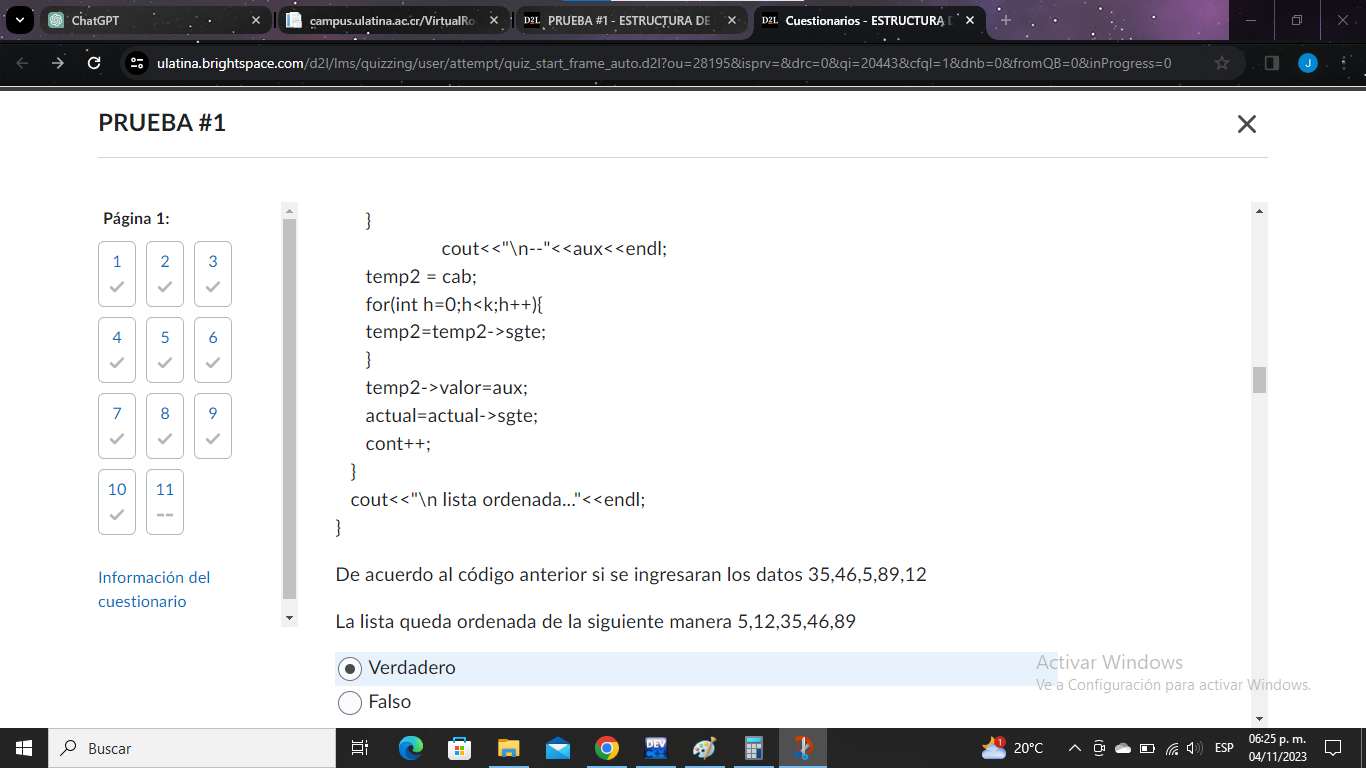 ChatGPT
campus.ulatina.ac.cr/VirtualRo
D2L PRUEBA #1 - ESTRUCTURA DE
D2L Cuestionarios - ESTRUCTURA D
ulatina.brightspace.com/d2l/lms/quizzing/user/attempt/quiz_start_frame_auto.d2l?ou=28195&isprv=&drc=0&qi=20443&cfql=1&dnb=0&fromQB=0&inProgress=0
J
PRUEBA #1
Página 1:
1 2 3
4 5 6
7 8 9
10 11
--
Información del
cuestionario
}
cout<<"\n--"<<aux<<endl;
temp2 = cab;
for(int h=0;h<k;h++){
temp2=temp2->sgte;
}
temp2->valor=aux;
actual=actual->sgte;
cont++;
}
cout<<"\n lista ordenada..."<<endl;
}
De acuerdo al código anterior si se ingresaran los datos 35,46,5,89,12
La lista queda ordenada de la siguiente manera 5,12,35,46,89
Verdadero
Falso
Activar Windows
Ve a Configuración para activar Windows.
Buscar
DEV
1
20°C
ESP
06:25 p. m.
04/11/2023